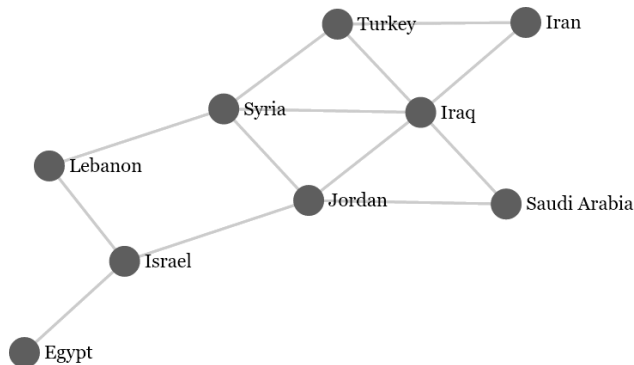 Turkey
Iran
Syria
Iraq
Lebanon
Jordan
Saudi Arabia
Israel
Egypt